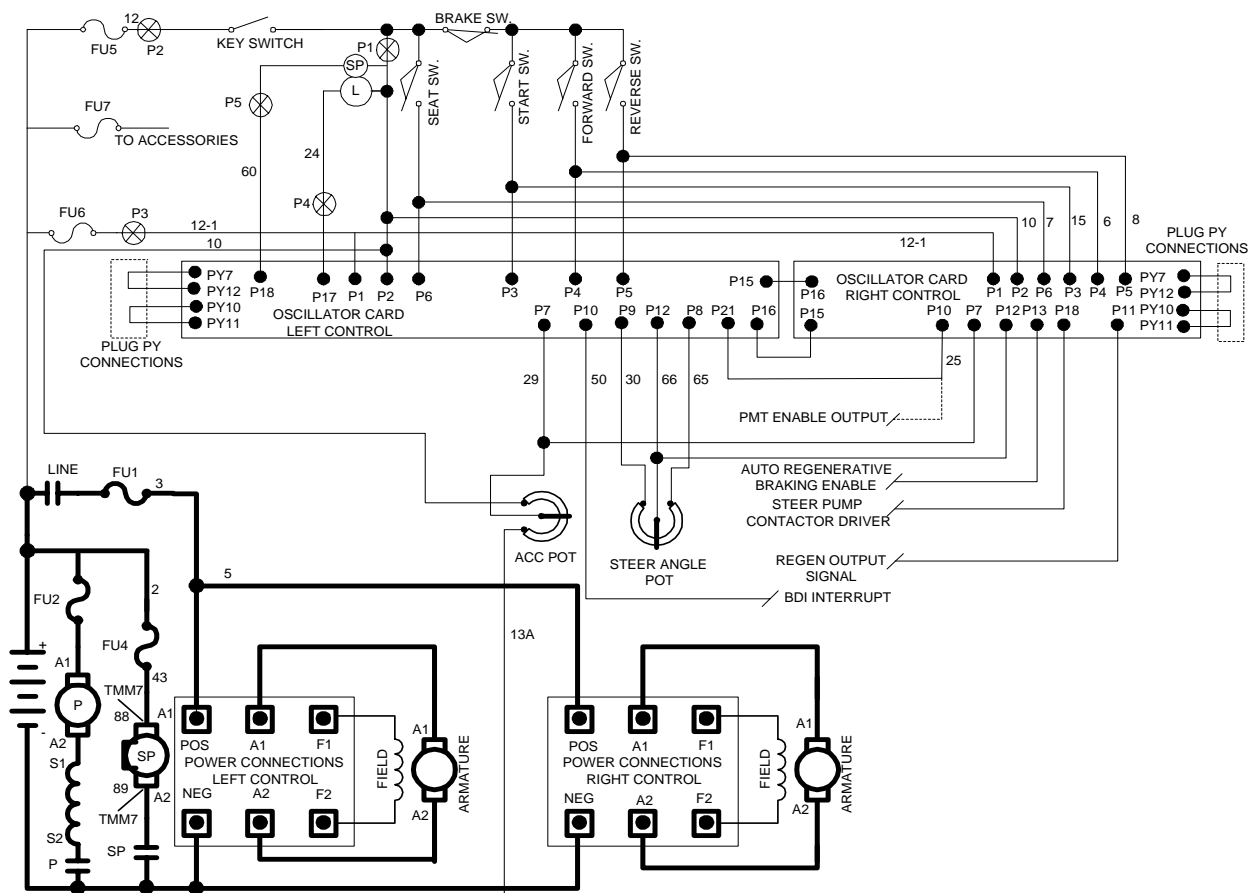 12
BRAKE SW.
FU5
P2
KEY SWITCH
P1
SP
L
SEAT SW.
START SW.
FORWARD SW.
REVERSE SW.
P5
FU7
TO ACCESSORIES
24
60
P4
FU6
P3
12-1
10
12-1
10
7
15
6
8
PLUG PY
CONNECTIONS
PY7
PY12
PY10
PY11
PLUG PY
CONNECTIONS
P18
P17
P1
P2
P6
P3
P4
P5
OSCILLATOR CARD
LEFT CONTROL
P7
P10
P9
P12
P8
P21
P16
P15
P16
P15
OSCILLATOR CARD
RIGHT CONTROL
P1
P2
P6
P3
P4
P5
P10
P7
P12
P13
P18
P11
PY7
PY12
PY10
PY11
29
50
30
66
65
25
PMT ENABLE OUTPUT
AUTO REGENERATIVE
BRAKING ENABLE
STEER PUMP
CONTACTOR DRIVER
REGEN OUTPUT
SIGNAL
BDI INTERRUPT
ACC POT
STEER ANGLE
POT
LINE
FU1
3
5
13A
2
FU2
FU4
43
+
-
A1
P
A2
S1
S2
P
TMM7
88
A1
SP
89
A2
TMM7
SP
POS
A1
F1
POWER CONNECTIONS
LEFT CONTROL
NEG
A2
F2
FIELD
A1
A2
ARMATURE
POS
A1
F1
POWER CONNECTIONS
RIGHT CONTROL
NEG
A2
F2
FIELD
A1
A2
ARMATURE